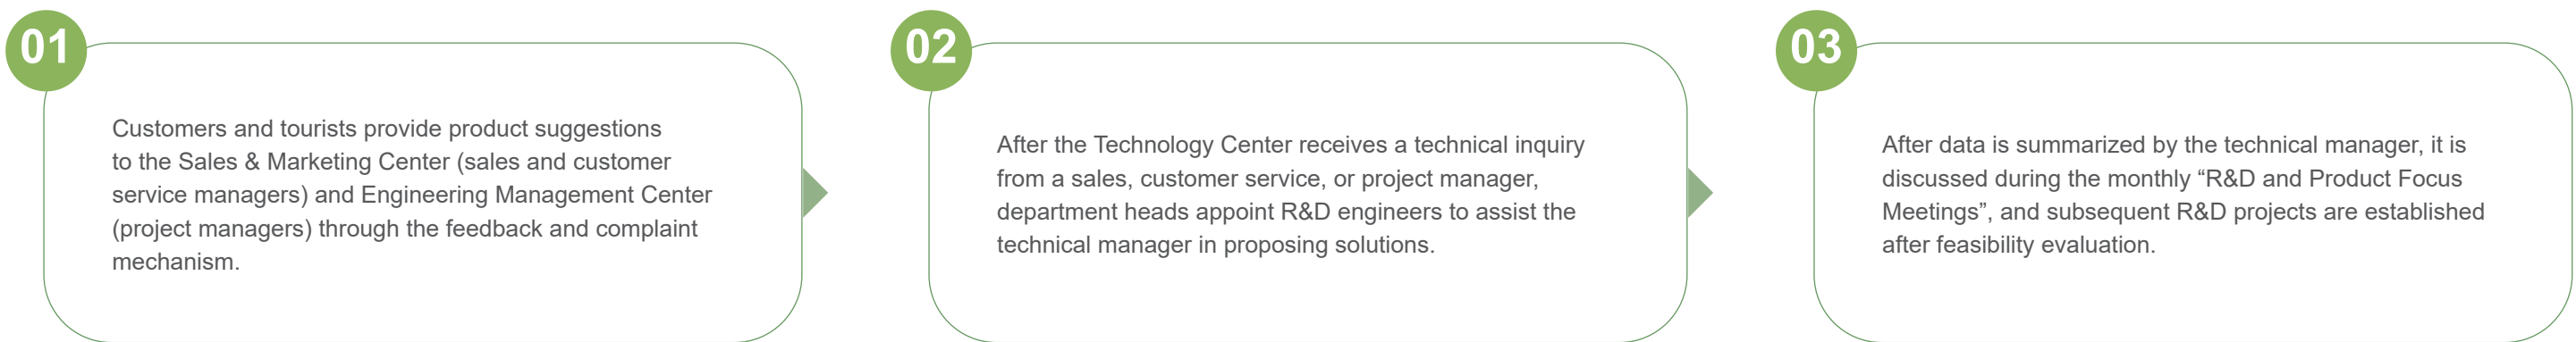 01
Customers and tourists provide product suggestions
to the Sales & Marketing Center (sales and customer
service managers) and Engineering Management Center
(project managers) through the feedback and complaint
mechanism.
02
After the Technology Center receives a technical inquiry
from a sales, customer service, or project manager,
department heads appoint R&D engineers to assist the
technical manager in proposing solutions.
03
After data is summarized by the technical manager, it is
discussed during the monthly “R&D and Product Focus
Meetings”, and subsequent R&D projects are established
after feasibility evaluation.